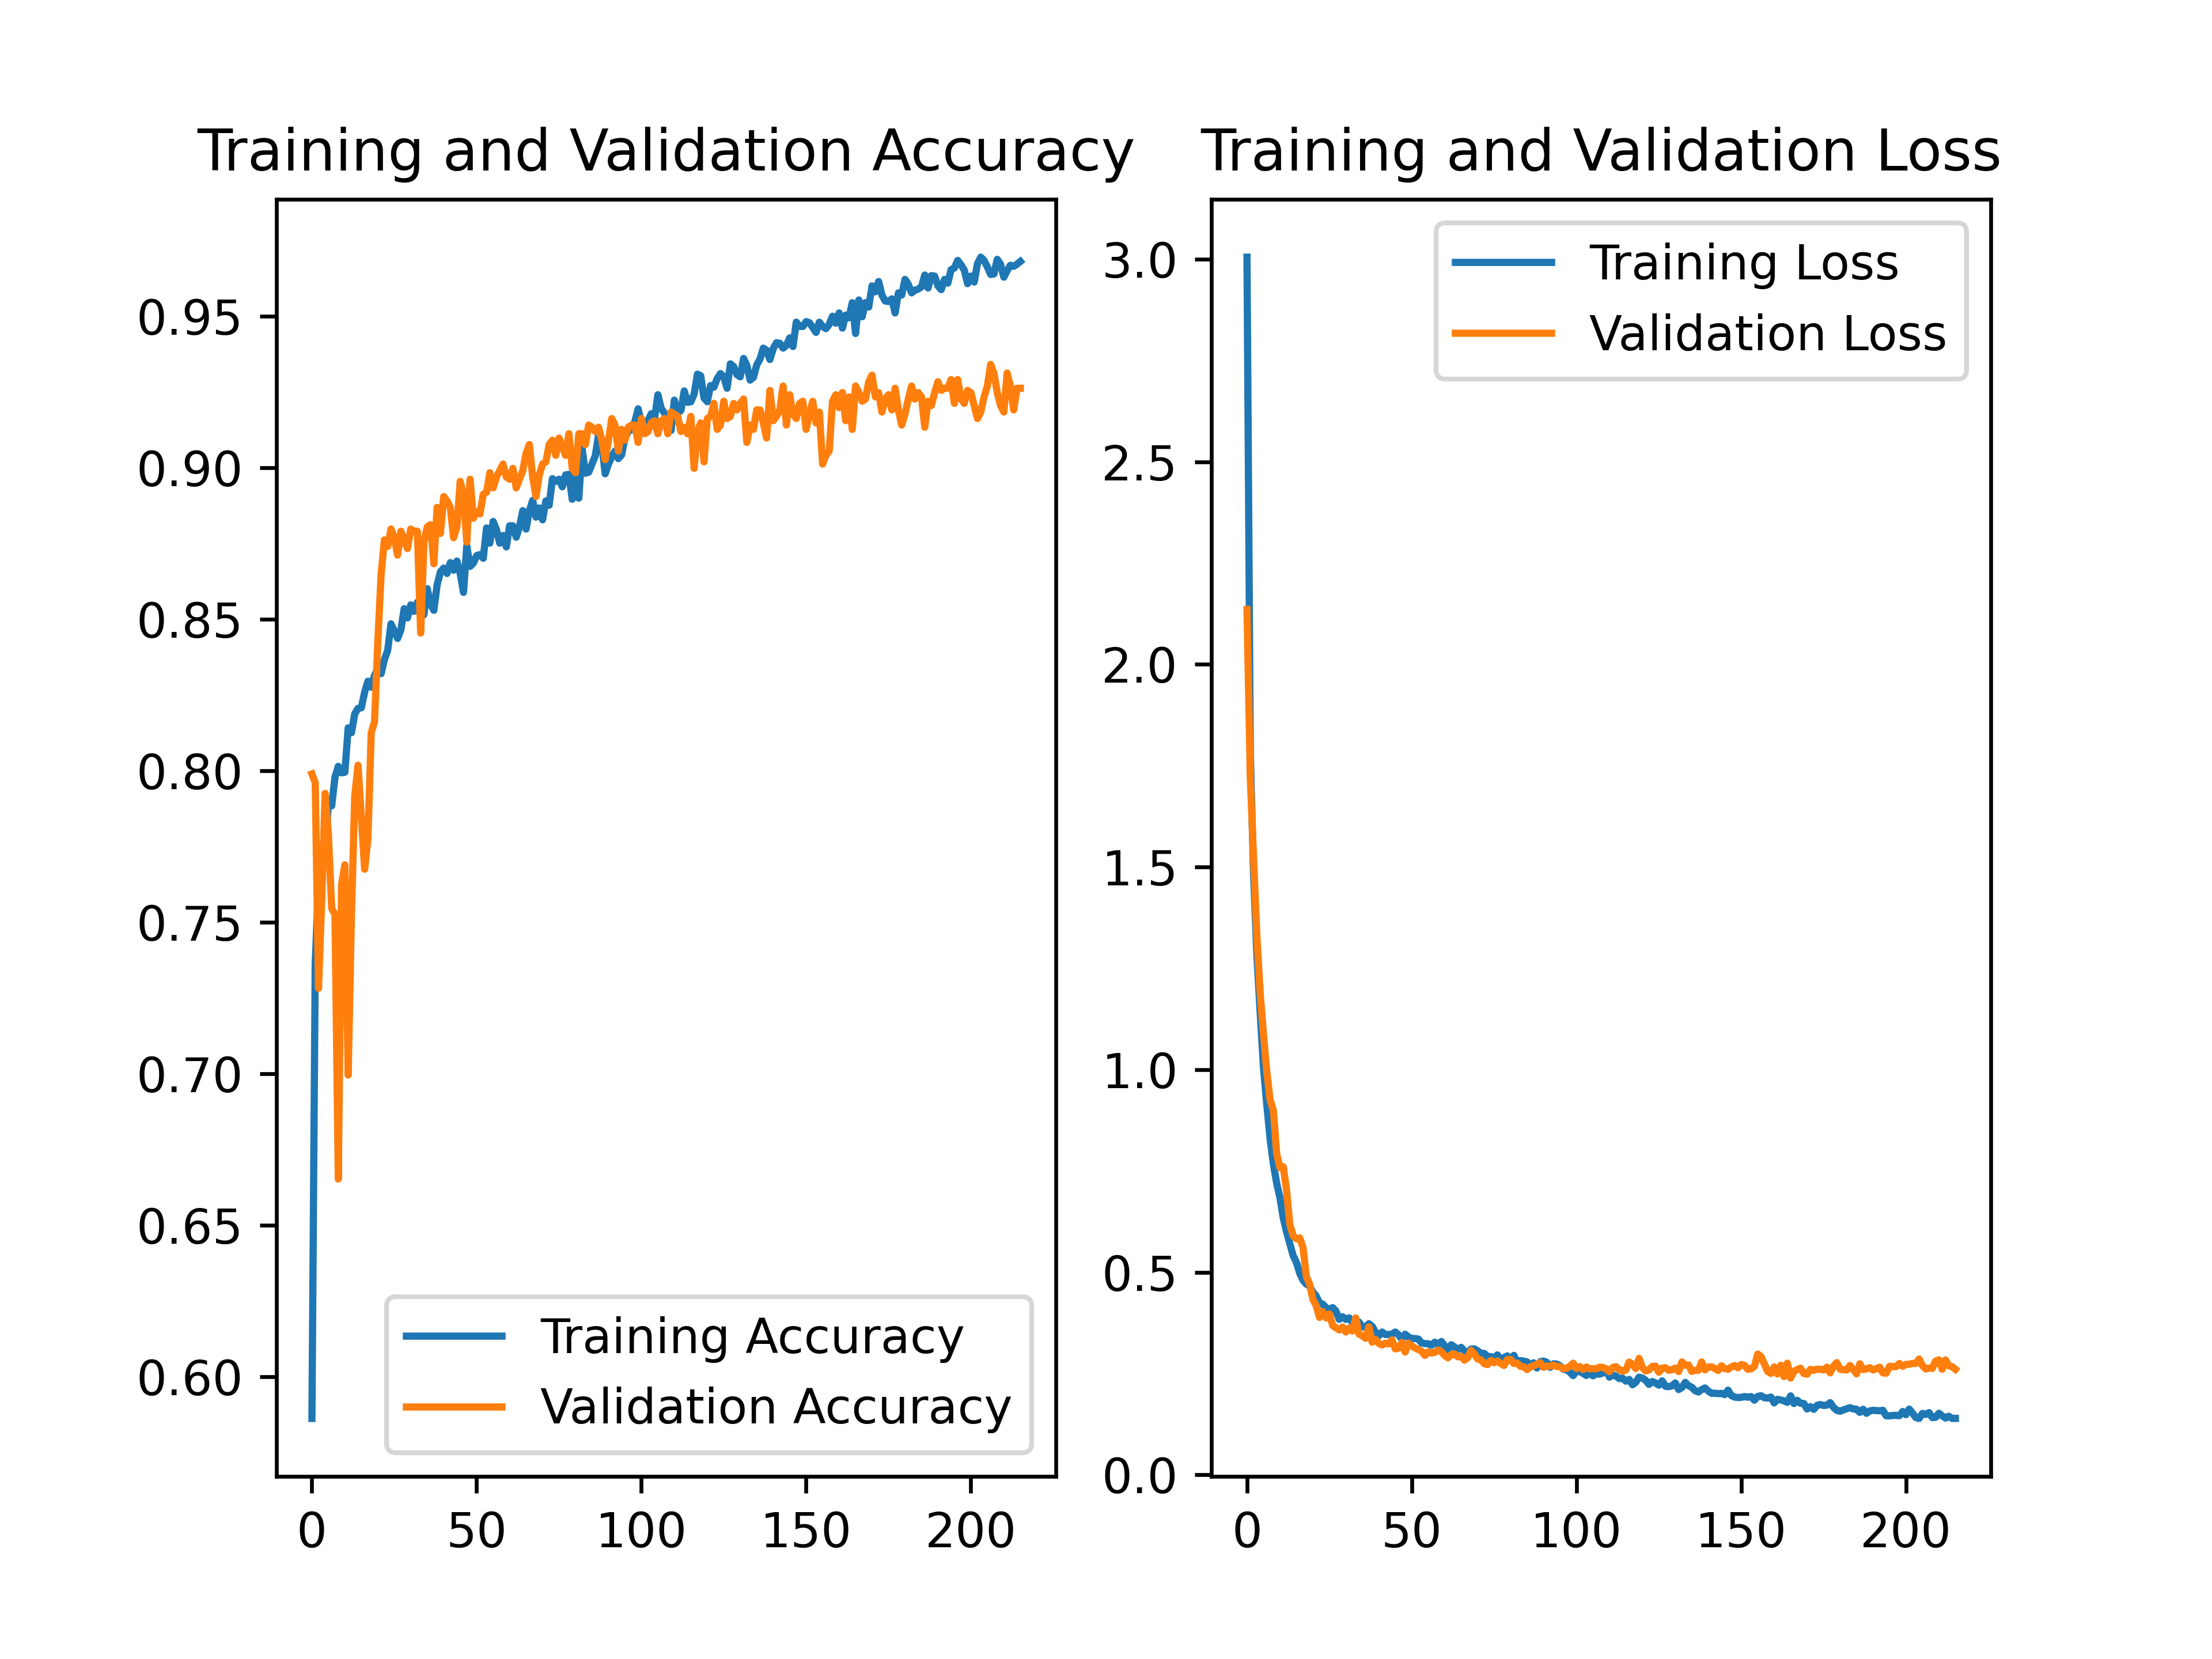 Training and Validation Accuracy
0.95
0.90
0.85
0.80
0.75
0.70
0.65
0.60
Training Accuracy
Validation Accuracy
0 50 100 150 200
Training and Validation Loss
Training Loss
Validation Loss
3.0
2.5
2.0
1.5
1.0
0.5
0.0
0 50 100 150 200